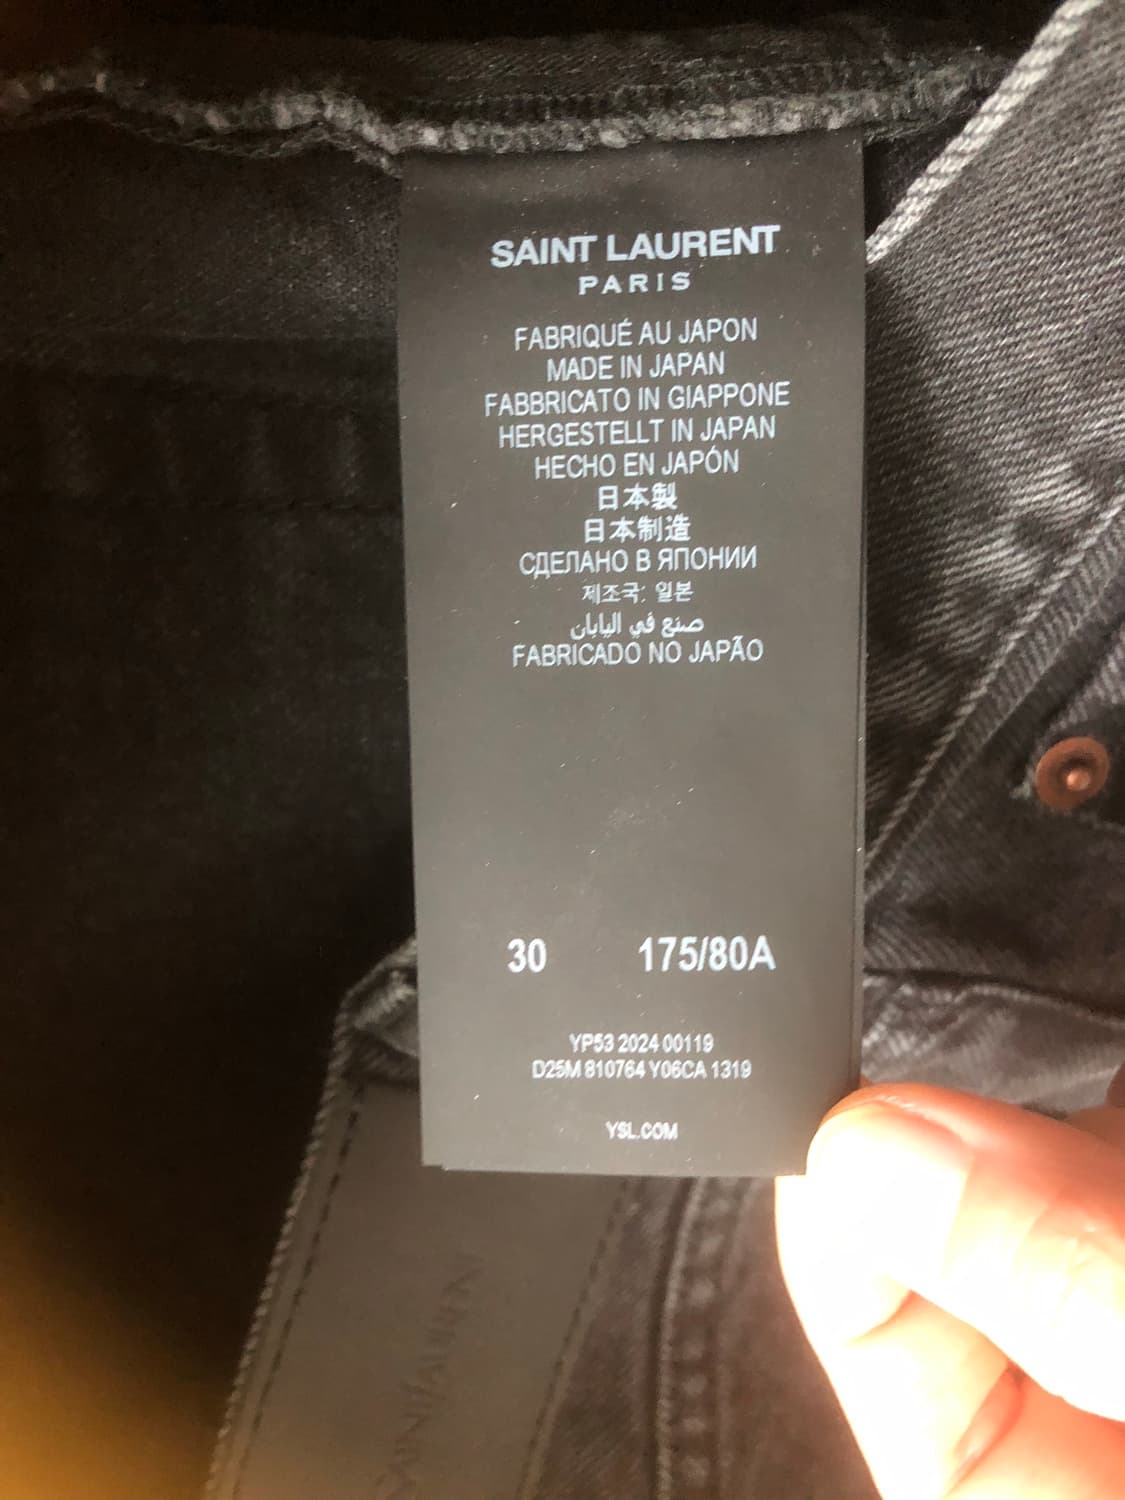 SAINT LAURENT
PARIS
FABRIQUÉ AU JAPON
MADE IN JAPAN
FABBRICATO IN GIAPPONE
HERGESTELLT IN JAPAN
HECHO EN JAPÓN
日本製
日本制造
СДЕЛАНО В ЯПОНИИ
제조국: 일본
صنع في اليابان
FABRICADO NO JAPÃO
30 175/80A
YP53 2024 00119
D25M 810764 Y06CA 1319
YSL.COM